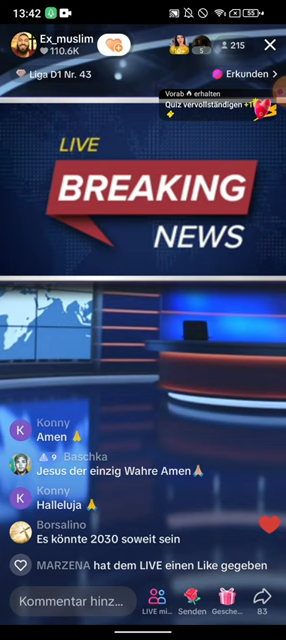 13:42
55
Ex_muslim
110.6K
5
215
Liga D1 Nr. 43
Erkunden
Vorab erhalten
Quiz vervollständigen +1
LIVE
BREAKING
NEWS
K
Konny
Amen
9 Baschka
Jesus der einzig Wahre Amen
K
Konny
Halleluja
Borsalino
Es könnte 2030 soweit sein
MARZENA hat dem LIVE einen Like gegeben
Kommentar hinz...
LIVE mi...
Senden
Gesche...
83